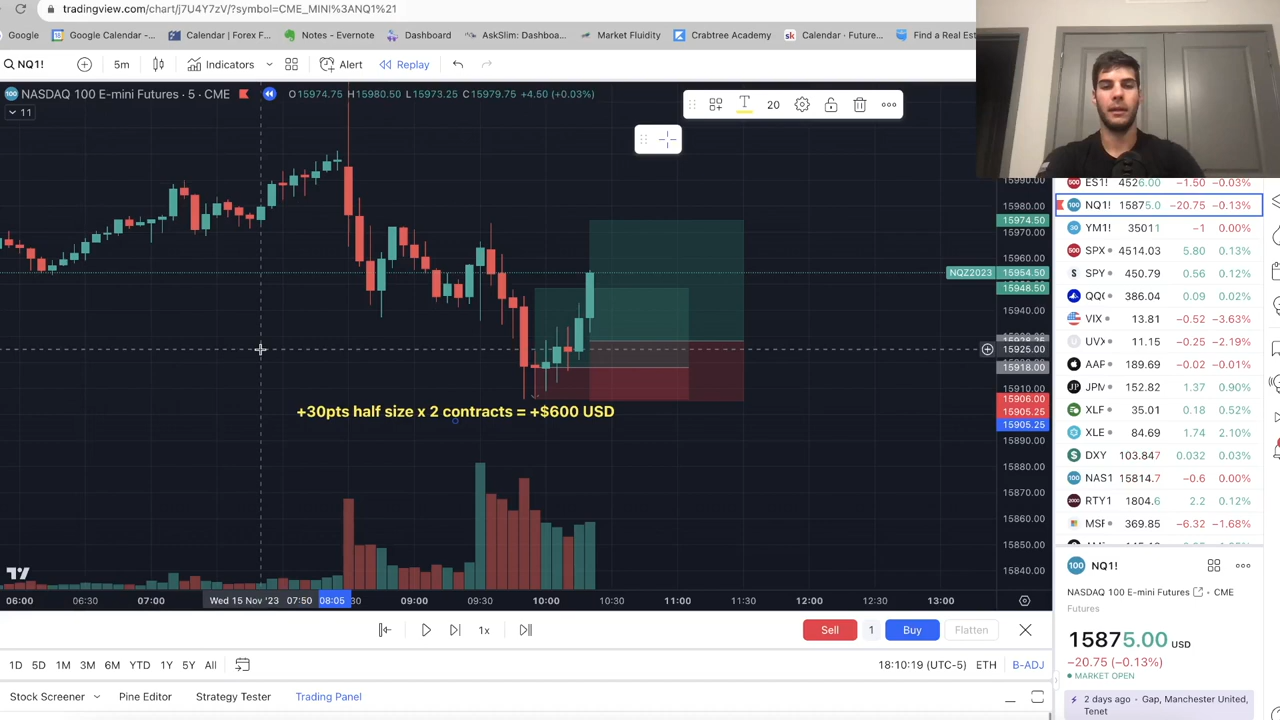 tradingview.com/chart/j7U4Y7zV/?symbol=CME_MINI%3ANQ1%21
Google
Google Calendar -...
Calendar | Forex F...
Notes - Evernote
Dashboard
AskSlim: Dashboa...
Market Fluidity
Crabtree Academy
Calendar · Future...
Find a Real Est
NQ1!
5m
Indicators
Alert
Replay
NASDAQ 100 E-mini Futures · 5 · CME
O15974.75 H15980.50 L15973.25 C15979.75 +4.50 (+0.03%)
11
20
15990.00
15980.00
15974.50
15970.00
15960.00
NQZ2023 15954.50
15948.50
15940.00
15925.00
15918.00
15910.00
15906.00
15905.25
15905.25
15890.00
15880.00
15870.00
15860.00
15850.00
15840.00
+30pts half size x 2 contracts = +$600 USD
06:00
06:30
07:00
Wed 15 Nov '23 07:50
08:05
09:00
09:30
10:00
10:30
11:00
11:30
12:00
12:30
13:00
1x
Sell
1
Buy
Flatten
1D 5D 1M 3M 6M YTD 1Y 5Y All
18:10:19 (UTC-5)
ETH
B-ADJ
Stock Screener
Pine Editor
Strategy Tester
Trading Panel
ES1! 4526.00 −1.50 −0.03%
NQ1! 15875.0 −20.75 −0.13%
YM1! 35011 −1 0.00%
SPX 4514.03 5.80 0.13%
SPY 450.79 0.56 0.12%
QQ 386.04 0.09 0.02%
VIX 13.81 −0.52 −3.63%
UVX 11.15 −0.25 −2.19%
AAP 189.69 −0.02 −0.01%
JPM 152.82 1.37 0.90%
XLF 35.01 0.18 0.52%
XLE 84.69 1.74 2.10%
DXY 103.847 0.032 0.03%
NAS1 15814.7 −0.6 0.00%
RTY1 1804.6 2.2 0.12%
MSF 369.85 −6.32 −1.68%
NQ1!
NASDAQ 100 E-mini Futures · CME
Futures
15875.00 USD
−20.75 (−0.13%)
MARKET OPEN
2 days ago · Gap, Manchester United,
Tenet